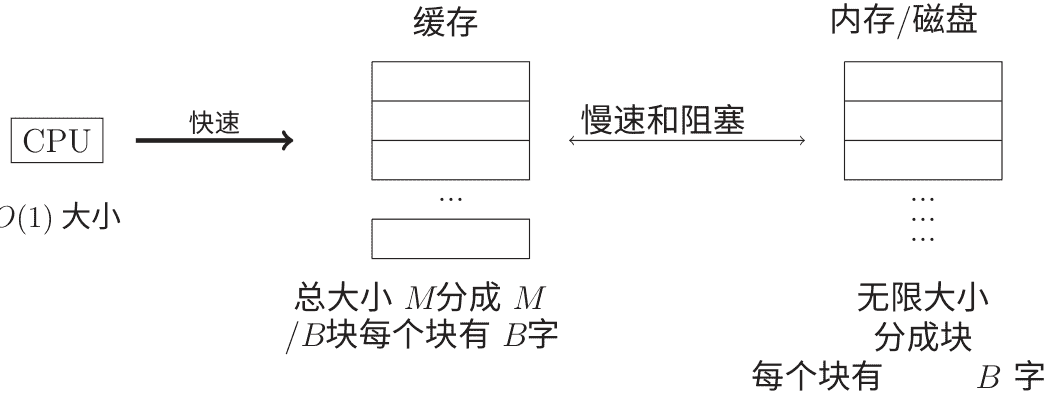 缓存
内存/磁盘
CPU
快速
慢速和阻塞
O(1) 大小
...
...
...
...
总大小 M分成 M
/B块每个块有 B字
无限大小
分成块
每个块有 B 字